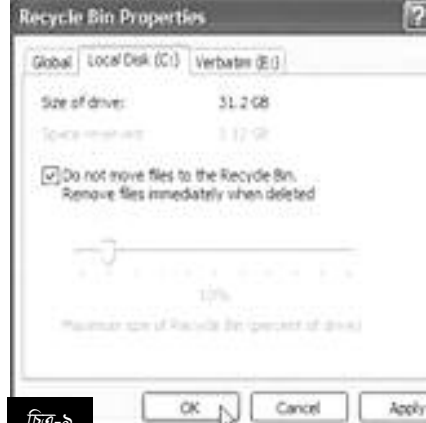 Recycle Bin Properties ?
Global Local Disk (C:) Verbatim (E:)
Size of drive: 31.2 GB
Space reserved: 3.12 GB
Do not move files to the Recycle Bin.
Remove files immediately when deleted
10%
Maximum size of Recycle Bin (percent of drive)
OK Cancel Apply
চিত্র-৯